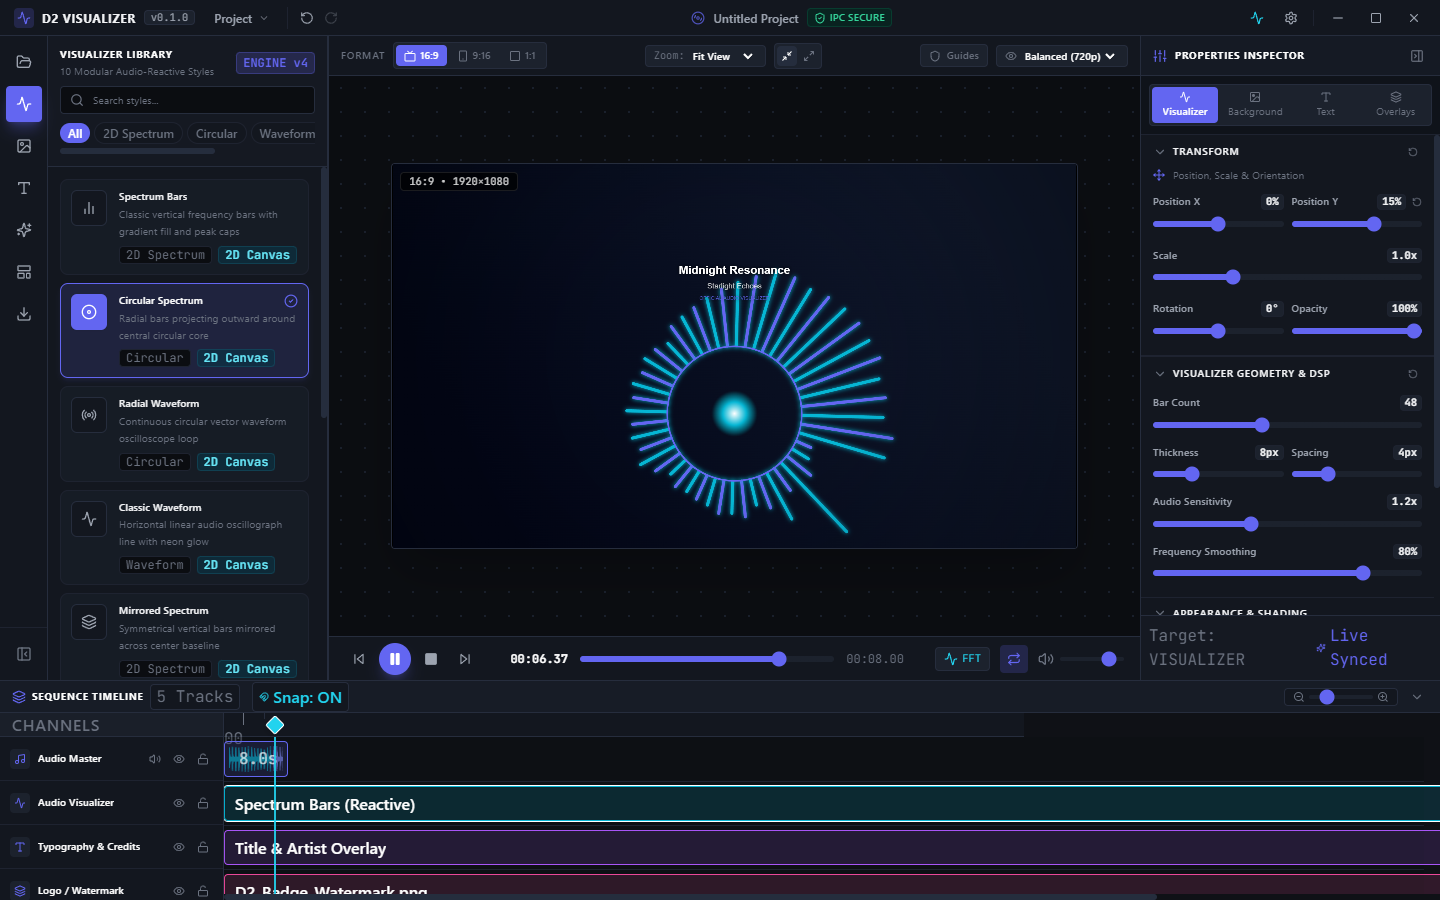 D2 VISUALIZER v0.1.0 Project
Untitled Project IPC SECURE
VISUALIZER LIBRARY
10 Modular Audio-Reactive Styles
ENGINE v4
Search styles...
All 2D Spectrum Circular Waveform
Spectrum Bars
Classic vertical frequency bars with
gradient fill and peak caps
2D Spectrum 2D Canvas
Circular Spectrum
Radial bars projecting outward around
central circular core
Circular 2D Canvas
Radial Waveform
Continuous circular vector waveform
oscilloscope loop
Circular 2D Canvas
Classic Waveform
Horizontal linear audio oscillograph
line with neon glow
Waveform 2D Canvas
Mirrored Spectrum
Symmetrical vertical bars mirrored
across center baseline
2D Spectrum 2D Canvas
FORMAT 16:9 9:16 1:1
Zoom: Fit View
Guides Balanced (720p)
16:9 • 1920×1080
Midnight Resonance
Starlight Echoes
00:06.37 00:08.00
FFT
PROPERTIES INSPECTOR
Visualizer Background Text Overlays
TRANSFORM
Position, Scale & Orientation
Position X 0% Position Y 15%
Scale 1.0x
Rotation 0° Opacity 100%
VISUALIZER GEOMETRY & DSP
Bar Count 48
Thickness 8px Spacing 4px
Audio Sensitivity 1.2x
Frequency Smoothing 80%
APPEARANCE & SHADING
Target: VISUALIZER
Live Synced
SEQUENCE TIMELINE 5 Tracks Snap: ON
CHANNELS
00
Audio Master
8.0s
Audio Visualizer
Spectrum Bars (Reactive)
Typography & Credits
Title & Artist Overlay
Logo / Watermark
D2_Badge_Watermark.png